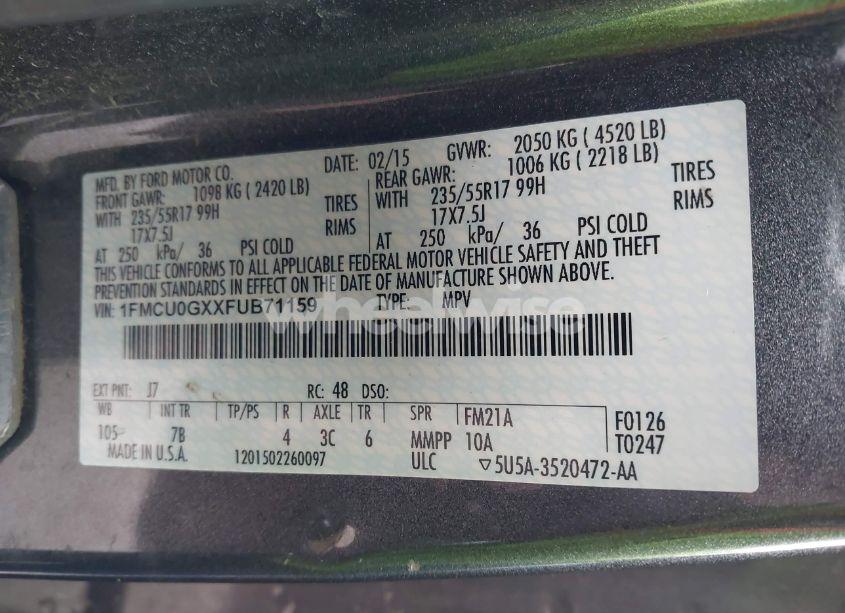 MFD. BY FORD MOTOR CO. DATE: 02/15 GVWR: 2050 KG ( 4520 LB)
FRONT GAWR: 1098 KG ( 2420 LB) REAR GAWR: 1006 KG ( 2218 LB)
WITH 235/55R17 99H TIRES WITH 235/55R17 99H TIRES
17X7.5J RIMS 17X7.5J RIMS
AT 250 kPa/ 36 PSI COLD AT 250 kPa/ 36 PSI COLD
THIS VEHICLE CONFORMS TO ALL APPLICABLE FEDERAL MOTOR VEHICLE SAFETY AND THEFT
PREVENTION STANDARDS IN EFFECT ON THE DATE OF MANUFACTURE SHOWN ABOVE.
VIN: 1FMCU0GXXFUB71159 TYPE: MPV
wheelwise
EXT PNT: J7 RC: 48 DSO:
WB INT TR TP/PS R AXLE TR SPR FM21A F0126
105 7B 4 3C 6 MMPP 10A T0247
MADE IN U.S.A. 1201502260097 ULC ▽5U5A-3520472-AA